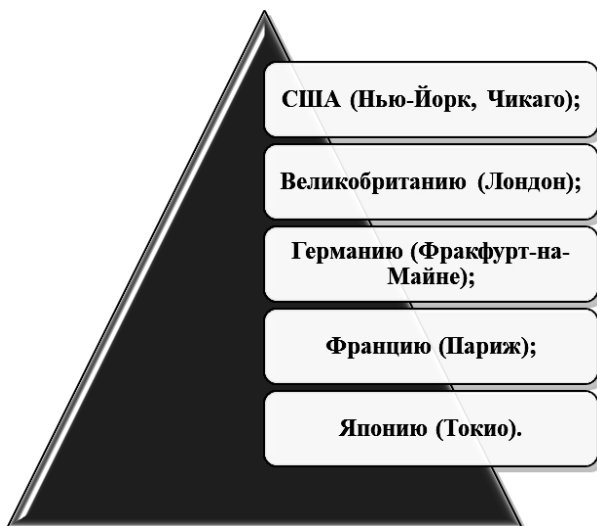 США (Нью-Йорк, Чикаго);
Великобританию (Лондон);
Германию (Фракфурт-на-
Майне);
Францию (Париж);
Японию (Токио).